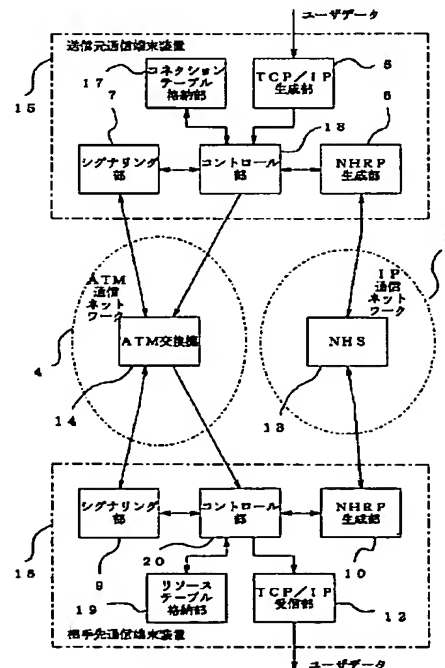 ユーザデータ
送信元通信端末装置
15
17
コネクション
テーブル
格納部
TCP/IP
生成部
5
7
18
6
シグナリング
部
コントロール
部
NHRP
生成部
ATM
通信
ネット
ワーク
IP
通信
ネット
ワーク
4
ATM交換機
NHS
14
13
シグナリング
部
コントロール
部
NHRP
生成部
16
9
20
10
19
リソース
テーブル
格納部
TCP/IP
受信部
12
相手先通信端末装置
ユーザデータ